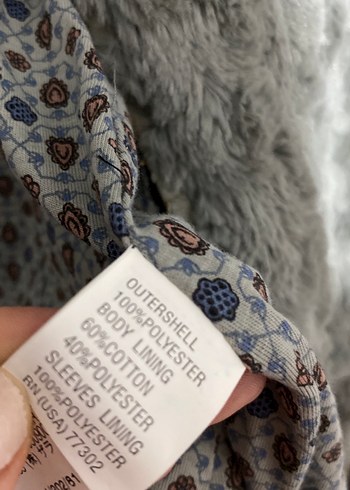 OUTERSHELL
100%POLYESTER
BODY LINING
60%COTTON
40%POLYESTER
SLEEVES LINING
100%POLYESTER
RN (USA) 77302